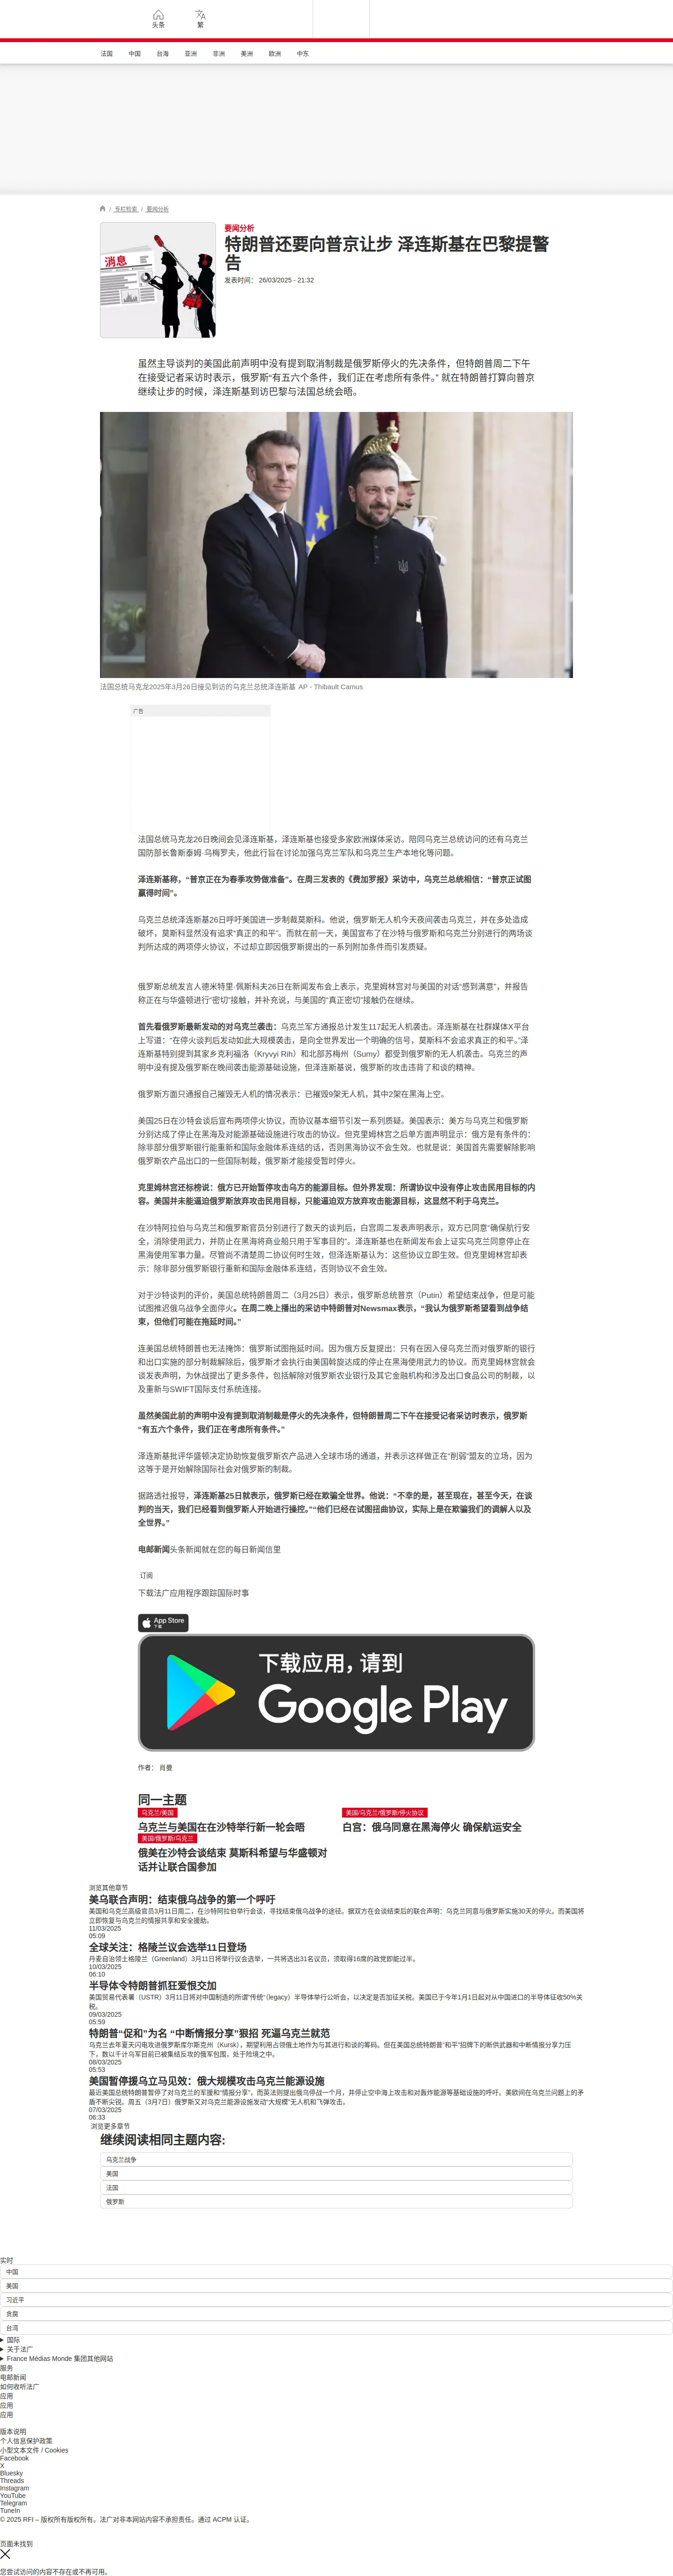 头条
繁
法国 中国 台海 亚洲 非洲 美洲 欧洲 中东
/ 专栏检索 / 要闻分析
消息
要闻分析
特朗普还要向普京让步 泽连斯基在巴黎提警
告
发表时间： 26/03/2025 - 21:32
虽然主导谈判的美国此前声明中没有提到取消制裁是俄罗斯停火的先决条件，但特朗普周二下午
在接受记者采访时表示，俄罗斯“有五六个条件，我们正在考虑所有条件。” 就在特朗普打算向普京
继续让步的时候，泽连斯基到访巴黎与法国总统会晤。
法国总统马克龙2025年3月26日接见到访的乌克兰总统泽连斯基 AP - Thibault Camus
广告
法国总统马克龙26日晚间会见泽连斯基，泽连斯基也接受多家欧洲媒体采访。陪同乌克兰总统访问的还有乌克兰
国防部长鲁斯泰姆·乌梅罗夫，他此行旨在讨论加强乌克兰军队和乌克兰生产本地化等问题。
泽连斯基称，“普京正在为春季攻势做准备”。在周三发表的《费加罗报》采访中，乌克兰总统相信：“普京正试图
赢得时间”。
乌克兰总统泽连斯基26日呼吁美国进一步制裁莫斯科。他说，俄罗斯无人机今天夜间袭击乌克兰，并在多处造成
破坏，莫斯科显然没有追求“真正的和平”。而就在前一天，美国宣布了在沙特与俄罗斯和乌克兰分别进行的两场谈
判所达成的两项停火协议，不过却立即因俄罗斯提出的一系列附加条件而引发质疑。
俄罗斯总统发言人德米特里·佩斯科夫26日在新闻发布会上表示，克里姆林宫对与美国的对话“感到满意”，并报告
称正在与华盛顿进行“密切”接触，并补充说，与美国的“真正密切”接触仍在继续。
首先看俄罗斯最新发动的对乌克兰袭击：乌克兰军方通报总计发生117起无人机袭击。泽连斯基在社群媒体X平台
上写道：“在停火谈判后发动如此大规模袭击，是向全世界发出一个明确的信号，莫斯科不会追求真正的和平。”泽
连斯基特别提到其家乡克利福洛（Kryvyi Rih）和北部苏梅州（Sumy）都受到俄罗斯的无人机袭击。乌克兰的声
明中没有提及俄罗斯在晚间袭击能源基础设施，但泽连斯基说，俄罗斯的攻击违背了和谈的精神。
俄罗斯方面只通报自己摧毁无人机的情况表示：已摧毁9架无人机，其中2架在黑海上空。
美国25日在沙特会谈后宣布两项停火协议，而协议基本细节引发一系列质疑。美国表示：美方与乌克兰和俄罗斯
分别达成了停止在黑海及对能源基础设施进行攻击的协议。但克里姆林宫之后单方面声明显示：俄方是有条件的：
除非部分俄罗斯银行能重新和国际金融体系连结的话，否则黑海协议不会生效。也就是说：美国首先需要解除影响
俄罗斯农产品出口的一些国际制裁，俄罗斯才能接受暂时停火。
克里姆林宫还标榜说：俄方已开始暂停攻击乌方的能源目标。但外界发现：所谓协议中没有停止攻击民用目标的内
容。美国并未能逼迫俄罗斯放弃攻击民用目标，只能逼迫双方放弃攻击能源目标，这显然不利于乌克兰。
在沙特阿拉伯与乌克兰和俄罗斯官员分别进行了数天的谈判后，白宫周二发表声明表示，双方已同意“确保航行安
全，消除使用武力，并防止在黑海将商业船只用于军事目的”。泽连斯基也在新闻发布会上证实乌克兰同意停止在
黑海使用军事力量。尽管尚不清楚周二协议何时生效，但泽连斯基认为：这些协议立即生效。但克里姆林宫却表
示：除非部分俄罗斯银行重新和国际金融体系连结，否则协议不会生效。
对于沙特谈判的评价，美国总统特朗普周二（3月25日）表示，俄罗斯总统普京（Putin）希望结束战争，但是可能
试图推迟俄乌战争全面停火。在周二晚上播出的采访中特朗普对Newsmax表示，“我认为俄罗斯希望看到战争结
束，但他们可能在拖延时间。”
连美国总统特朗普也无法掩饰：俄罗斯试图拖延时间。因为俄方反复提出：只有在因入侵乌克兰而对俄罗斯的银行
和出口实施的部分制裁解除后，俄罗斯才会执行由美国斡旋达成的停止在黑海使用武力的协议。而克里姆林宫就会
谈发表声明，为休战提出了更多条件，包括解除对俄罗斯农业银行及其它金融机构和涉及出口食品公司的制裁，以
及重新与SWIFT国际支付系统连接。
虽然美国此前的声明中没有提到取消制裁是停火的先决条件，但特朗普周二下午在接受记者采访时表示，俄罗斯
“有五六个条件，我们正在考虑所有条件。”
泽连斯基批评华盛顿决定协助恢复俄罗斯农产品进入全球市场的通道，并表示这样做正在“削弱”盟友的立场，因为
这等于是开始解除国际社会对俄罗斯的制裁。
据路透社报导，泽连斯基25日就表示，俄罗斯已经在欺骗全世界。他说：“不幸的是，甚至现在，甚至今天，在谈
判的当天，我们已经看到俄罗斯人开始进行操控。”“他们已经在试图扭曲协议，实际上是在欺骗我们的调解人以及
全世界。”
电邮新闻头条新闻就在您的每日新闻信里
订阅
下载法广应用程序跟踪国际时事
App Store
下载
下载应用，请到
Google Play
作者： 肖曼
同一主题
乌克兰/美国
乌克兰与美国在在沙特举行新一轮会晤
美国/乌克兰/俄罗斯/停火协议
白宫：俄乌同意在黑海停火 确保航运安全
美国/俄罗斯/乌克兰
俄美在沙特会谈结束 莫斯科希望与华盛顿对
话并让联合国参加
浏览其他章节
美乌联合声明：结束俄乌战争的第一个呼吁
美国和乌克兰高级官员3月11日周二，在沙特阿拉伯举行会谈，寻找结束俄乌战争的途径。据双方在会谈结束后的联合声明：乌克兰同意与俄罗斯实施30天的停火。而美国将
立即恢复与乌克兰的情报共享和安全援助。
11/03/2025
05:09
全球关注：格陵兰议会选举11日登场
丹麦自治领土格陵兰（Greenland）3月11日将举行议会选举，一共将选出31名议员，须取得16席的政党即能过半。
10/03/2025
06:10
半导体令特朗普抓狂爱恨交加
美国贸易代表署（USTR）3月11日将对中国制造的所谓“传统”（legacy）半导体举行公听会，以决定是否加征关税。美国已于今年1月1日起对从中国进口的半导体征收50%关
税。
09/03/2025
05:59
特朗普“促和”为名 “中断情报分享”狠招 死逼乌克兰就范
乌克兰去年夏天闪电攻进俄罗斯库尔斯克州（Kursk），期望利用占领俄土地作为与其进行和谈的筹码。但在美国总统特朗普“和平”招牌下的断供武器和中断情报分享力压
下，数以千计乌军目前已被集结反攻的俄军包围，处于险境之中。
08/03/2025
05:53
美国暂停援乌立马见效：俄大规模攻击乌克兰能源设施
最近美国总统特朗普暂停了对乌克兰的军援和“情报分享”，而英法则提出俄乌停战一个月，并停止空中海上攻击和对轰炸能源等基础设施的呼吁。美欧间在乌克兰问题上的矛
盾不断尖锐。周五（3月7日）俄罗斯又对乌克兰能源设施发动“大规模”无人机和飞弹攻击。
07/03/2025
06:33
浏览更多章节
继续阅读相同主题内容:
乌克兰战争
美国
法国
俄罗斯
实时
中国
美国
习近平
贪腐
台湾
国际
关于法广
France Médias Monde 集团其他网站
服务
电邮新闻
如何收听法广
应用
应用
应用
版本说明
个人信息保护政策
小型文本文件 / Cookies
Facebook
X
Bluesky
Threads
Instagram
YouTube
Telegram
TuneIn
© 2025 RFI – 版权所有版权所有。法广对非本网站内容不承担责任。通过 ACPM 认证。
页面未找到
您尝试访问的内容不存在或不再可用。